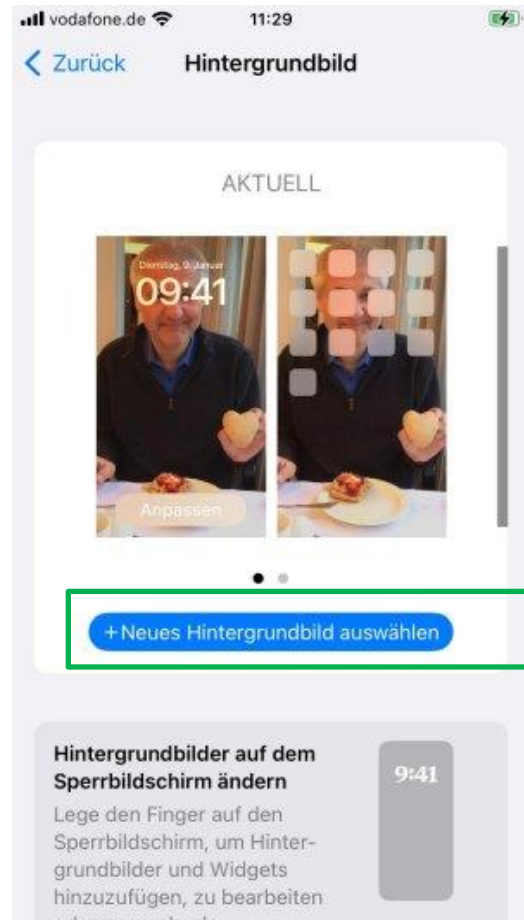 vodafone.de 11:29
Zurück Hintergrundbild
AKTUELL
Dienstag, 9. Januar
09:41
Anpassen
+Neues Hintergrundbild auswählen
Hintergrundbilder auf dem
Sperrbildschirm ändern
9:41
Lege den Finger auf den
Sperrbildschirm, um Hinter-
grundbilder und Widgets
hinzuzufügen, zu bearbeiten